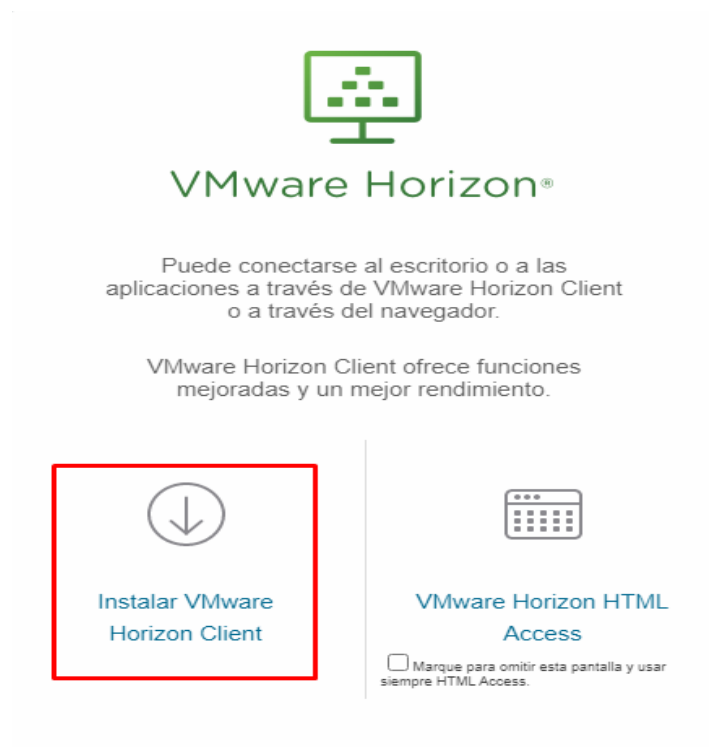 VMware Horizon®
Puede conectarse al escritorio o a las
aplicaciones a través de VMware Horizon Client
o a través del navegador.
VMware Horizon Client ofrece funciones
mejoradas y un mejor rendimiento.
Instalar VMware
Horizon Client
VMware Horizon HTML
Access
Marque para omitir esta pantalla y usar
siempre HTML Access.